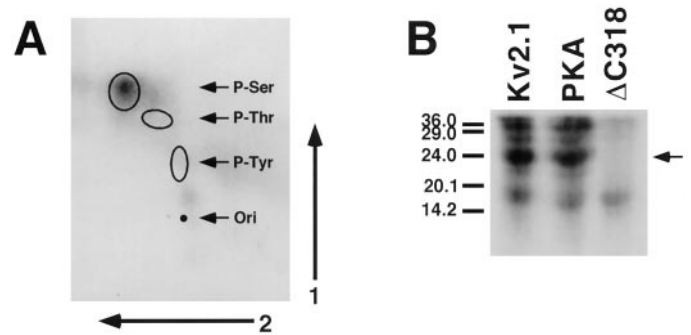 A
P-Ser
P-Thr
P-Tyr
Ori
1
2
B
Kv2.1
PKA
ΔC318
36.0
29.0
24.0
20.1
14.2